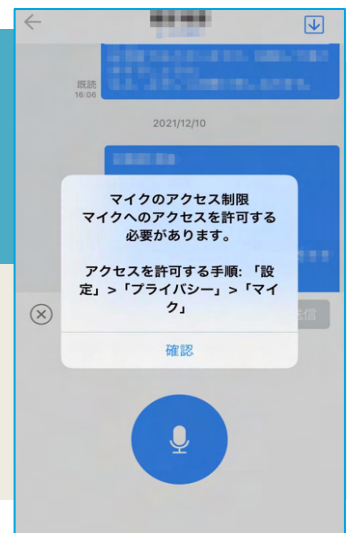 既読
16:06
2021/12/10
マイクのアクセス制限
マイクへのアクセスを許可する
必要があります。
アクセスを許可する手順: 「設
定」>「プライバシー」>「マイ
ク」
送信
確認